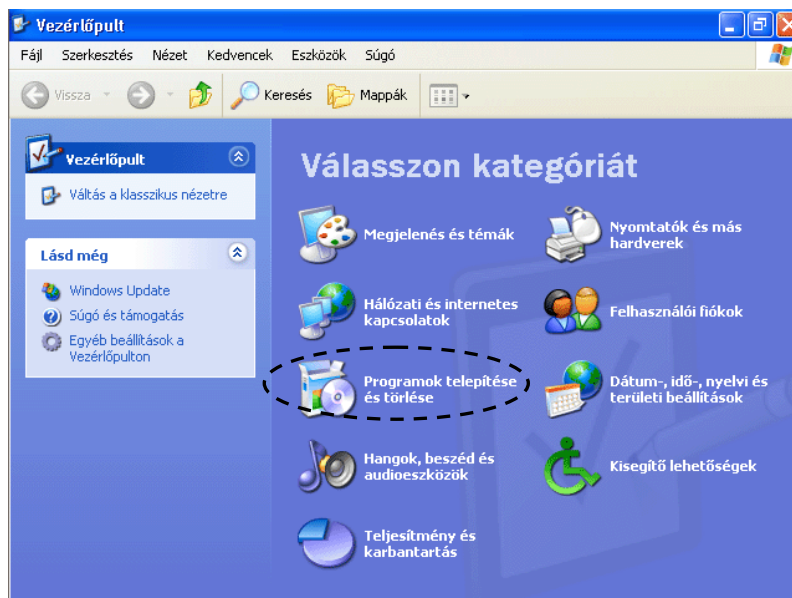 Vezérlőpult
Fájl Szerkesztés Nézet Kedvencek Eszközök Súgó
Vissza Keresés Mappák
Vezérlőpult
Váltás a klasszikus nézetre
Lásd még
Windows Update
Súgó és támogatás
Egyéb beállítások a
Vezérlőpulton
Válasszon kategóriát
Megjelenés és témák
Nyomtatók és más
hardverek
Hálózati és internetes
kapcsolatok
Felhasználói fiókok
Programok telepítése
és törlése
Dátum-, idő-, nyelvi és
területi beállítások
Hangok, beszéd és
audioeszközök
Kisegítő lehetőségek
Teljesítmény és
karbantartás